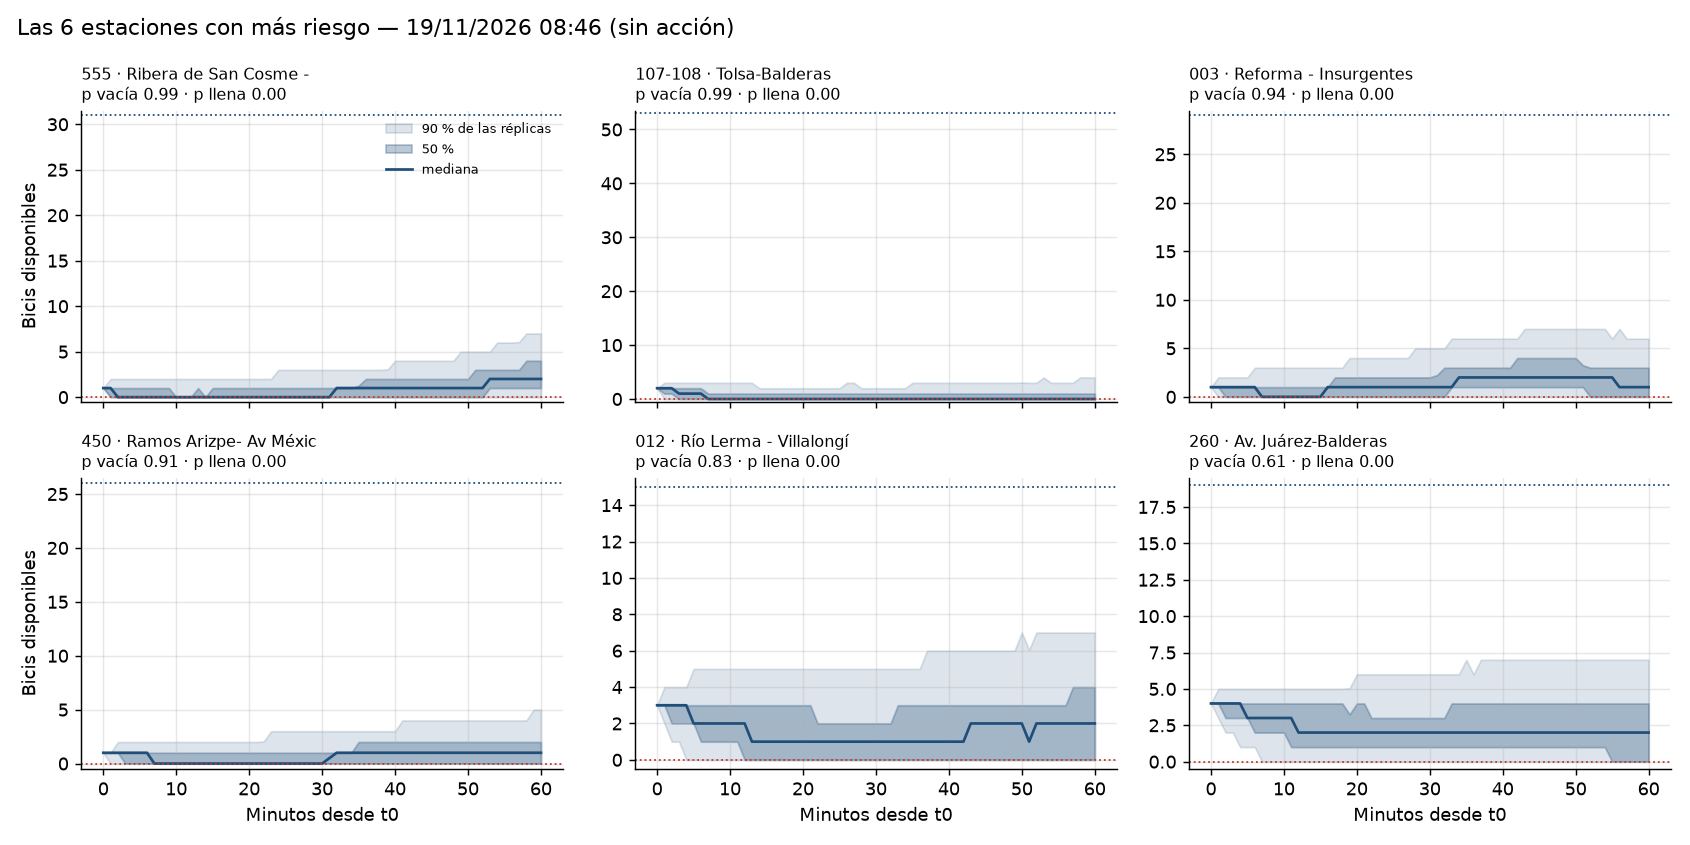 Las 6 estaciones con más riesgo — 19/11/2026 08:46 (sin acción)
555 · Ribera de San Cosme -
p vacía 0.99 · p llena 0.00
30
25
20
15
10
5
0
Bicis disponibles
90 % de las réplicas
50 %
mediana
107-108 · Tolsa-Balderas
p vacía 0.99 · p llena 0.00
50
40
30
20
10
0
003 · Reforma - Insurgentes
p vacía 0.94 · p llena 0.00
25
20
15
10
5
0
450 · Ramos Arizpe- Av Méxic
p vacía 0.91 · p llena 0.00
25
20
15
10
5
0
Bicis disponibles
0 10 20 30 40 50 60
Minutos desde t0
012 · Río Lerma - Villalongí
p vacía 0.83 · p llena 0.00
14
12
10
8
6
4
2
0
0 10 20 30 40 50 60
Minutos desde t0
260 · Av. Juárez-Balderas
p vacía 0.61 · p llena 0.00
17.5
15.0
12.5
10.0
7.5
5.0
2.5
0.0
0 10 20 30 40 50 60
Minutos desde t0